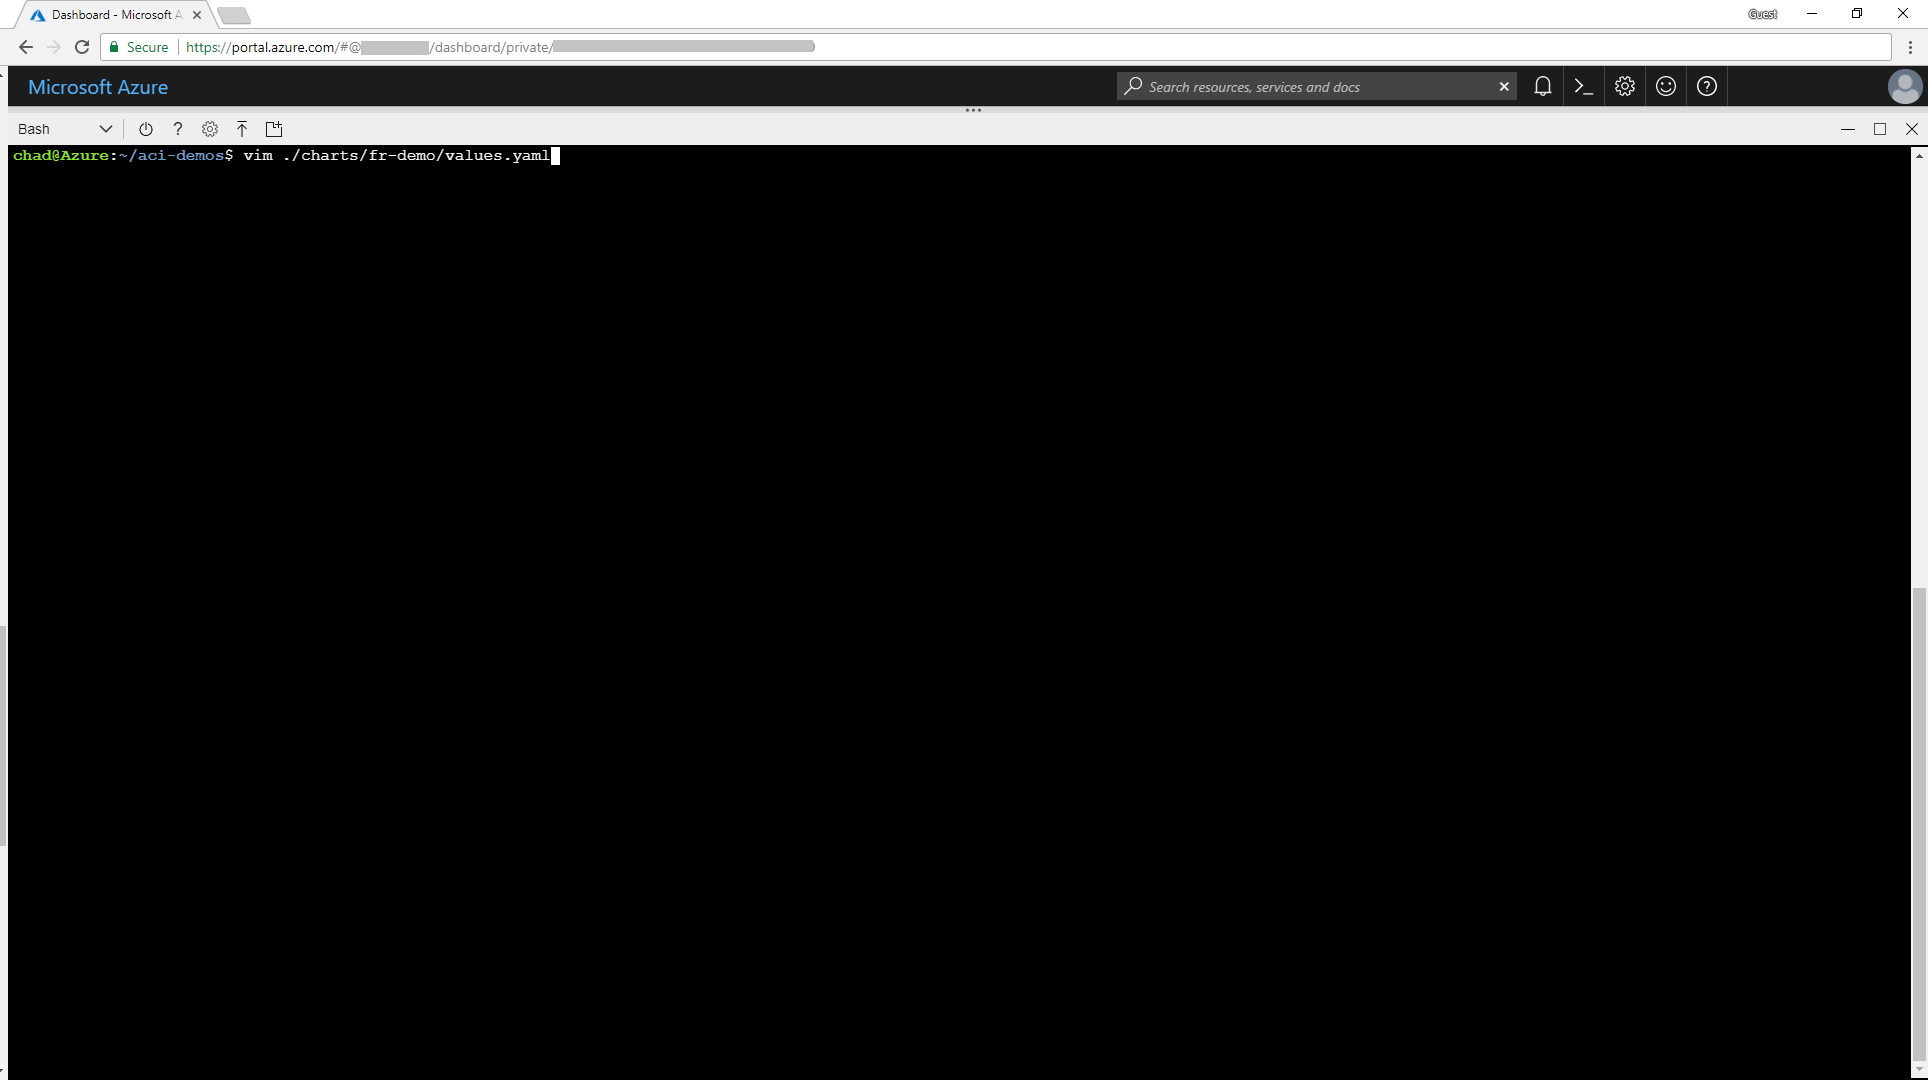 Dashboard - Microsoft A
Guest
Secure https://portal.azure.com/#@ /dashboard/private/
Microsoft Azure
Search resources, services and docs
Bash
chad@Azure:~/aci-demos$ vim ./charts/fr-demo/values.yaml